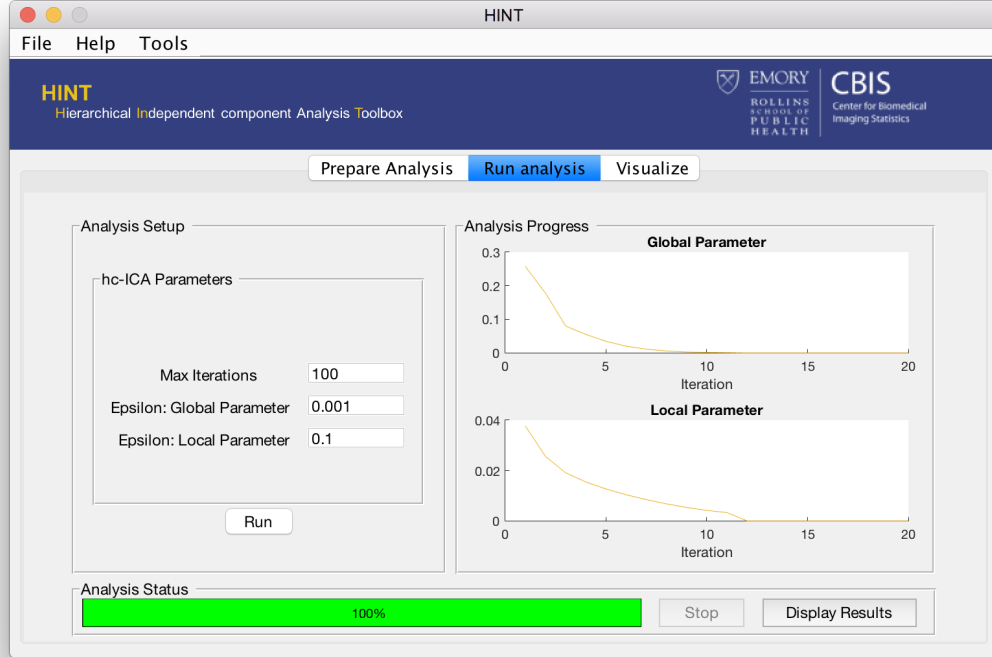 HINT
File Help Tools
HINT
Hierarchical Independent component Analysis Toolbox
EMORY
ROLLINS
SCHOOL OF
PUBLIC
HEALTH
CBIS
Center for Biomedical
Imaging Statistics
Prepare Analysis Run analysis Visualize
Analysis Setup
hc-ICA Parameters
Max Iterations 100
Epsilon: Global Parameter 0.001
Epsilon: Local Parameter 0.1
Run
Analysis Progress
Global Parameter
0.3
0.2
0.1
0
0 5 10 15 20
Iteration
Local Parameter
0.04
0.02
0
0 5 10 15 20
Iteration
Analysis Status
100% Stop Display Results